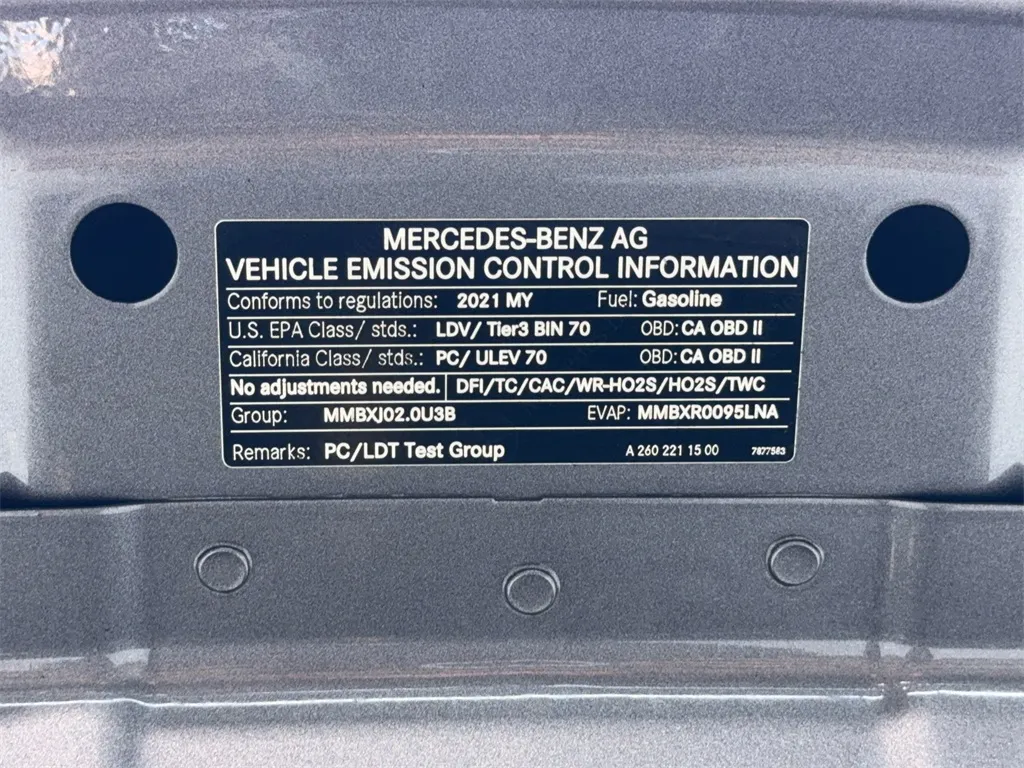 MERCEDES-BENZ AG
VEHICLE EMISSION CONTROL INFORMATION
Conforms to regulations: 2021 MY Fuel: Gasoline
U.S. EPA Class/ stds.: LDV/ Tier3 BIN 70 OBD: CA OBD II
California Class/ stds.: PC/ ULEV 70 OBD: CA OBD II
No adjustments needed. DFI/TC/CAC/WR-HO2S/HO2S/TWC
Group: MMBXJ02.0U3B EVAP: MMBXR0095LNA
Remarks: PC/LDT Test Group A 260 221 15 00 7877583